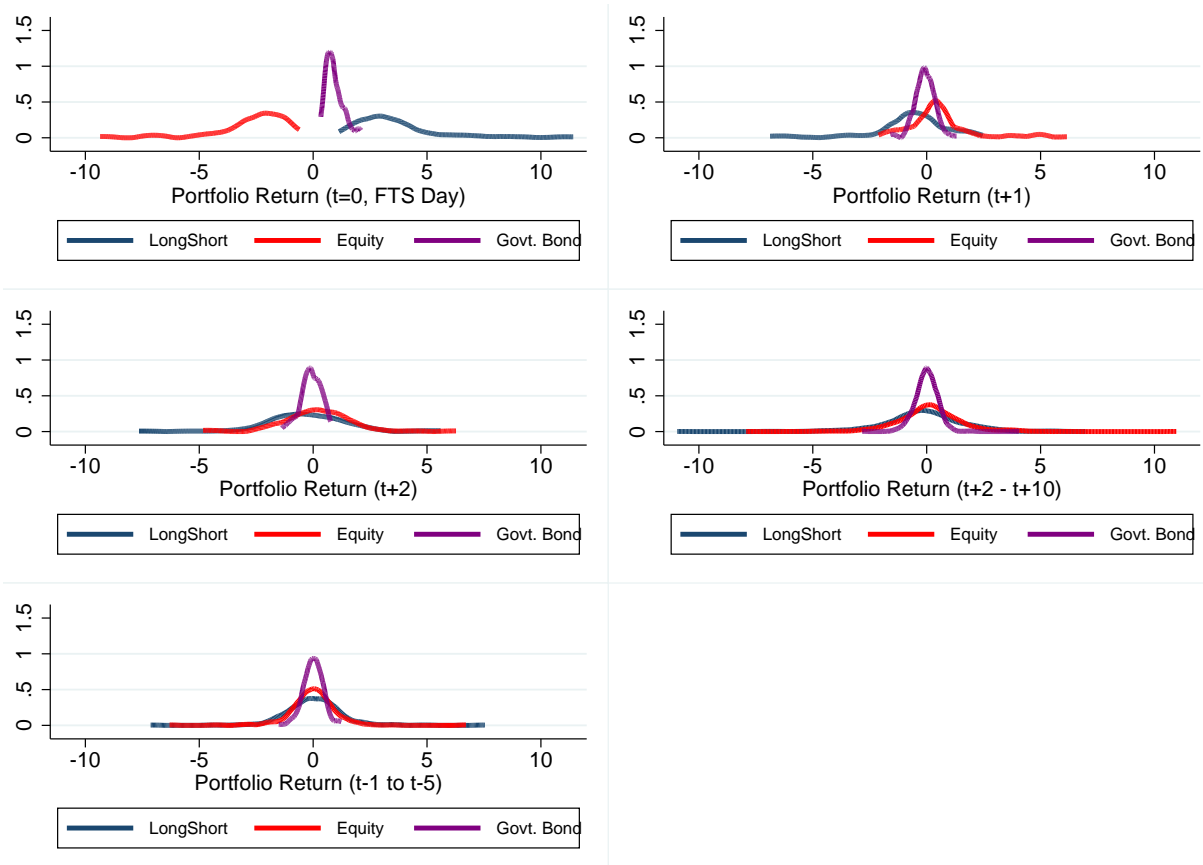 0 .5 1 1.5
-10 -5 0 5 10
Portfolio Return (t=0, FTS Day)
LongShort Equity Govt. Bond
0 .5 1 1.5
-10 -5 0 5 10
Portfolio Return (t+1)
LongShort Equity Govt. Bond
0 .5 1 1.5
-10 -5 0 5 10
Portfolio Return (t+2)
LongShort Equity Govt. Bond
0 .5 1 1.5
-10 -5 0 5 10
Portfolio Return (t+2 - t+10)
LongShort Equity Govt. Bond
0 .5 1 1.5
-10 -5 0 5 10
Portfolio Return (t-1 to t-5)
LongShort Equity Govt. Bond